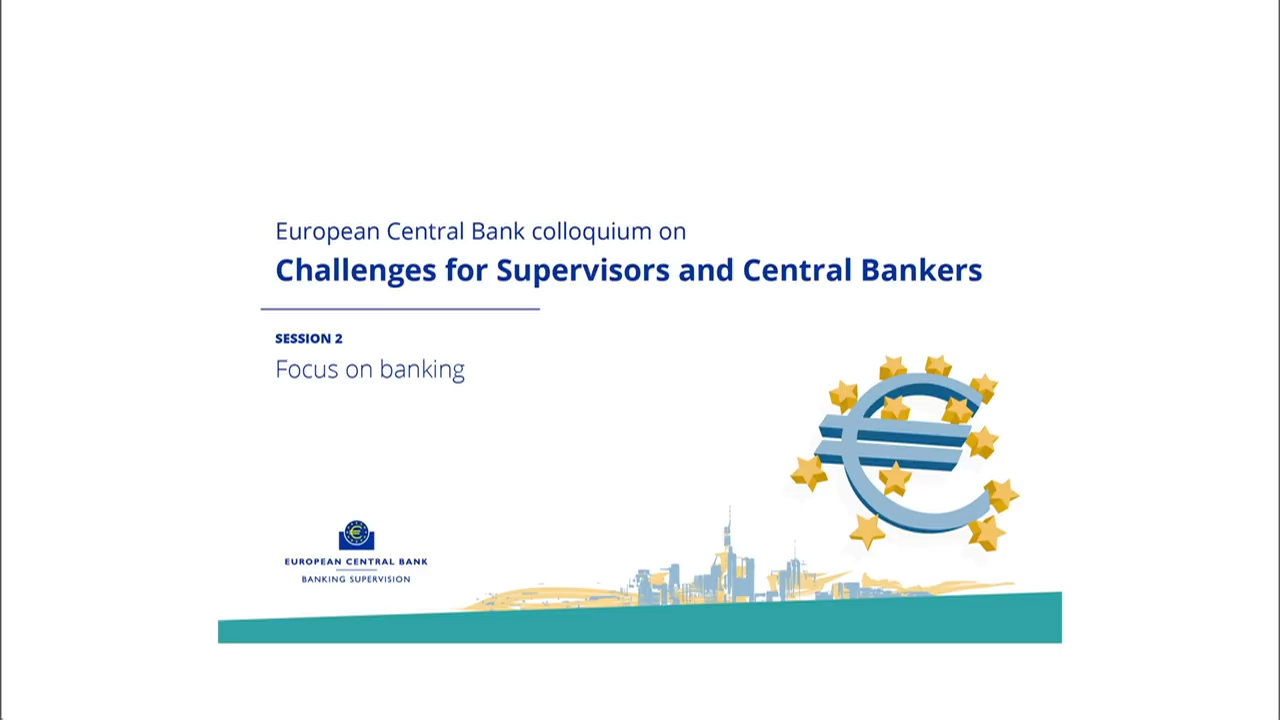 European Central Bank colloquium on
Challenges for Supervisors and Central Bankers
SESSION 2
Focus on banking
EUROPEAN CENTRAL BANK
BANKING SUPERVISION